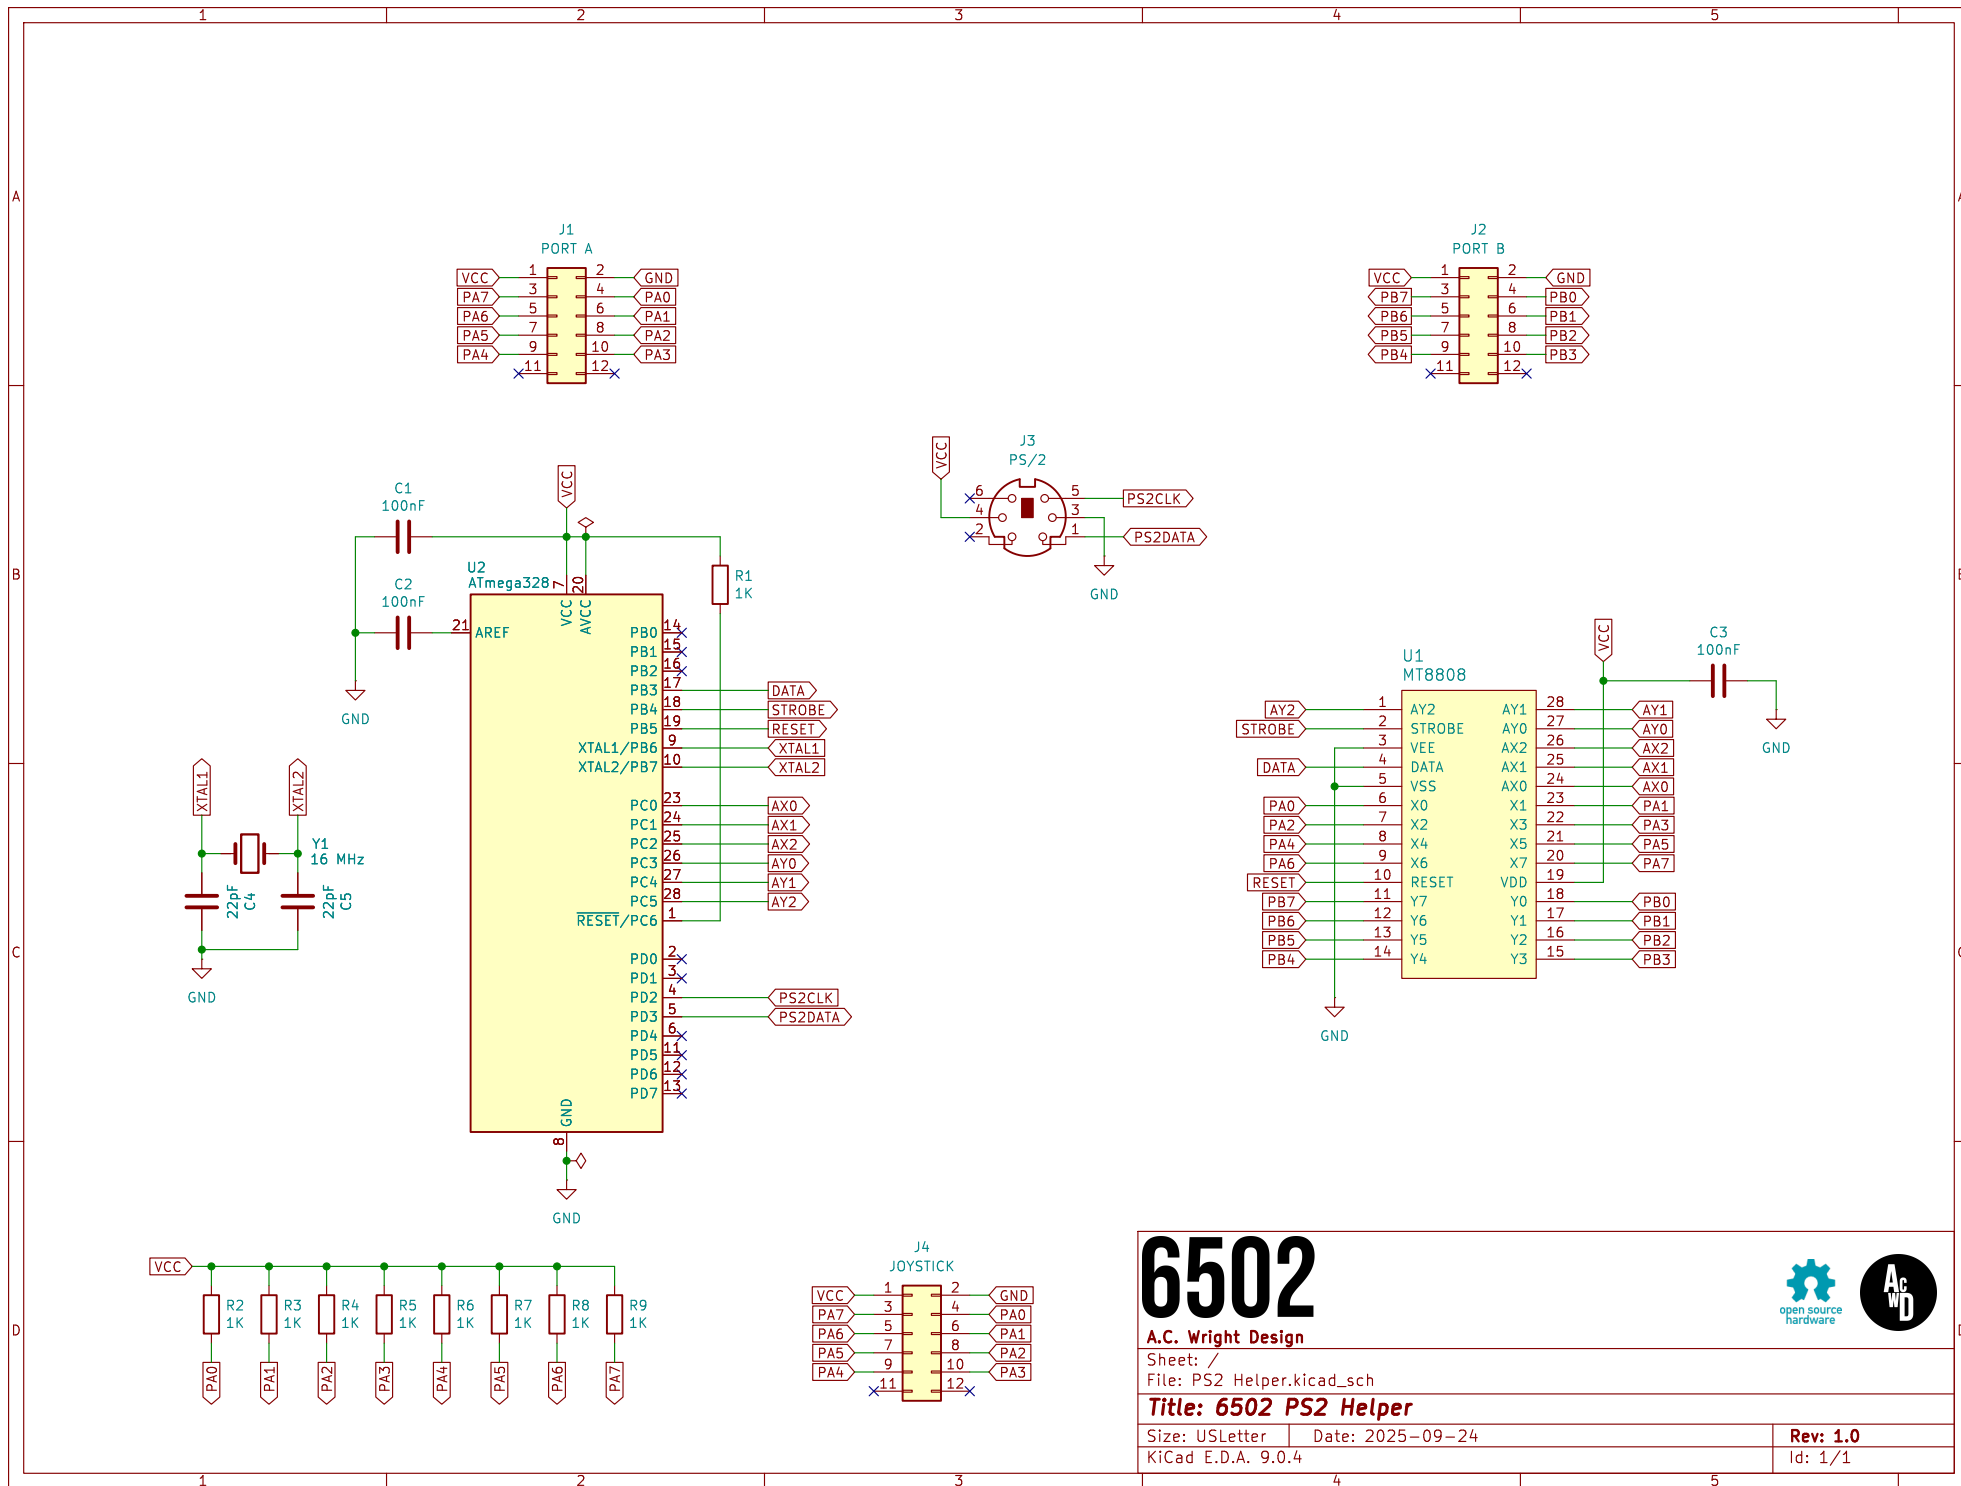 1 2 3 4 5
A
J1
PORT A
VCC 1 2 GND
PA7 3 4 PA0
PA6 5 6 PA1
PA5 7 8 PA2
PA4 9 10 PA3
11 12
J2
PORT B
VCC 1 2 GND
PB7 3 4 PB0
PB6 5 6 PB1
PB5 7 8 PB2
PB4 9 10 PB3
11 12
B
J3
PS/2
VCC
6 5 PS2CLK
4 3
2 1 PS2DATA
GND
C1
100nF
C2
100nF
GND
VCC
R1
1K
U2
ATmega328
7 20
VCC AVCC
21 AREF
PB0 14
PB1 15
PB2 16
PB3 17 DATA
PB4 18 STROBE
PB5 19 RESET
XTAL1/PB6 9 XTAL1
XTAL2/PB7 10 XTAL2
PC0 23 AX0
PC1 24 AX1
PC2 25 AX2
PC3 26 AY0
PC4 27 AY1
PC5 28 AY2
RESET/PC6 1
PD0 2
PD1 3
PD2 4 PS2CLK
PD3 5 PS2DATA
PD4 6
PD5 11
PD6 12
PD7 13
GND
8
GND
C
XTAL1 XTAL2
Y1
16 MHz
22pF
C4
22pF
C5
GND
U1
MT8808
VCC
C3
100nF
GND
AY2 1 AY2 AY1 28 AY1
STROBE 2 STROBE AY0 27 AY0
3 VEE AX2 26 AX2
DATA 4 DATA AX1 25 AX1
5 VSS AX0 24 AX0
PA0 6 X0 X1 23 PA1
PA2 7 X2 X3 22 PA3
PA4 8 X4 X5 21 PA5
PA6 9 X6 X7 20 PA7
RESET 10 RESET VDD 19
PB7 11 Y7 Y0 18 PB0
PB6 12 Y6 Y1 17 PB1
PB5 13 Y5 Y2 16 PB2
PB4 14 Y4 Y3 15 PB3
GND
D
VCC
R2 R3 R4 R5 R6 R7 R8 R9
1K 1K 1K 1K 1K 1K 1K 1K
PA0 PA1 PA2 PA3 PA4 PA5 PA6 PA7
J4
JOYSTICK
VCC 1 2 GND
PA7 3 4 PA0
PA6 5 6 PA1
PA5 7 8 PA2
PA4 9 10 PA3
11 12
6502
open source
hardware
ACWD
A.C. Wright Design
Sheet: /
File: PS2 Helper.kicad_sch
Title: 6502 PS2 Helper
Size: USLetter Date: 2025-09-24 Rev: 1.0
KiCad E.D.A. 9.0.4 Id: 1/1
1 2 3 4 5